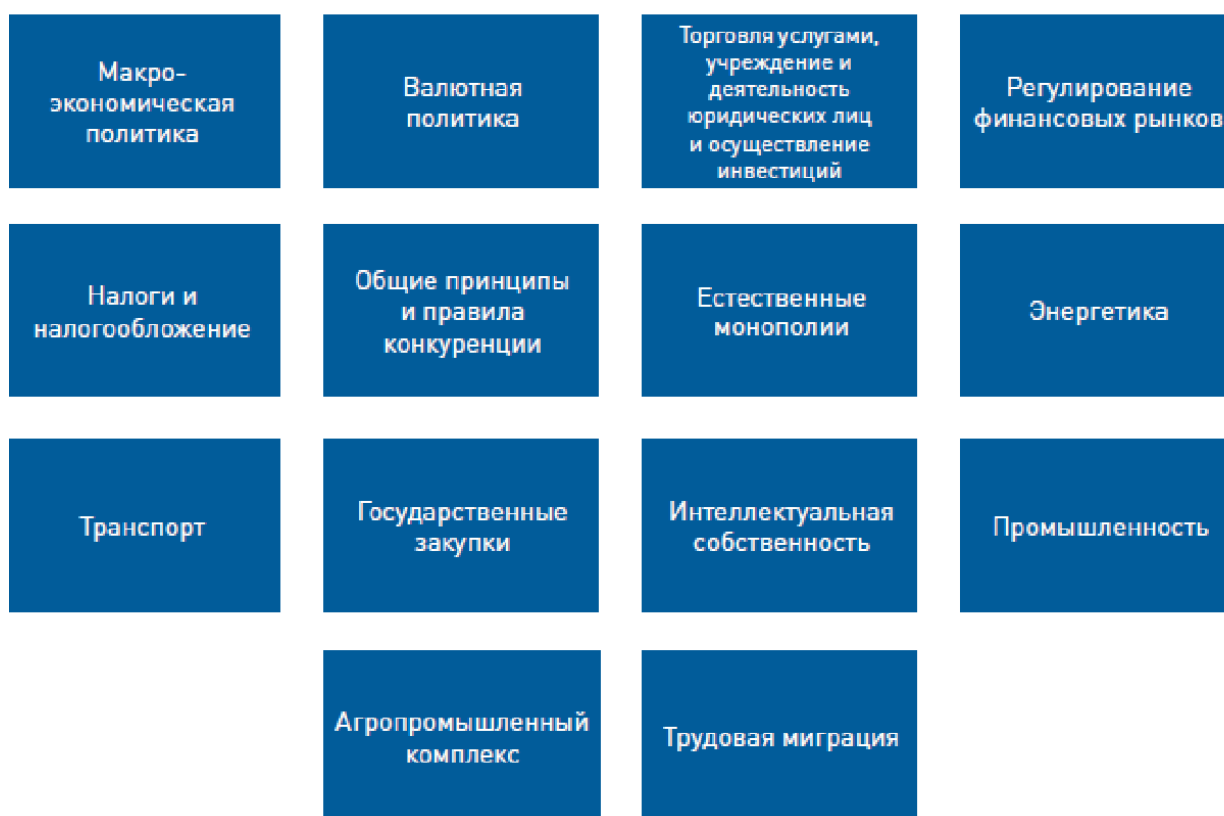 Макро-
экономическая
политика
Валютная
политика
Торговля услугами,
учреждение и
деятельность
юридических лиц
и осуществление
инвестиций
Регулирование
финансовых рынков
Налоги и
налогообложение
Общие принципы
и правила
конкуренции
Естественные
монополии
Энергетика
Транспорт
Государственные
закупки
Интеллектуальная
собственность
Промышленность
Агропромышленный
комплекс
Трудовая миграция